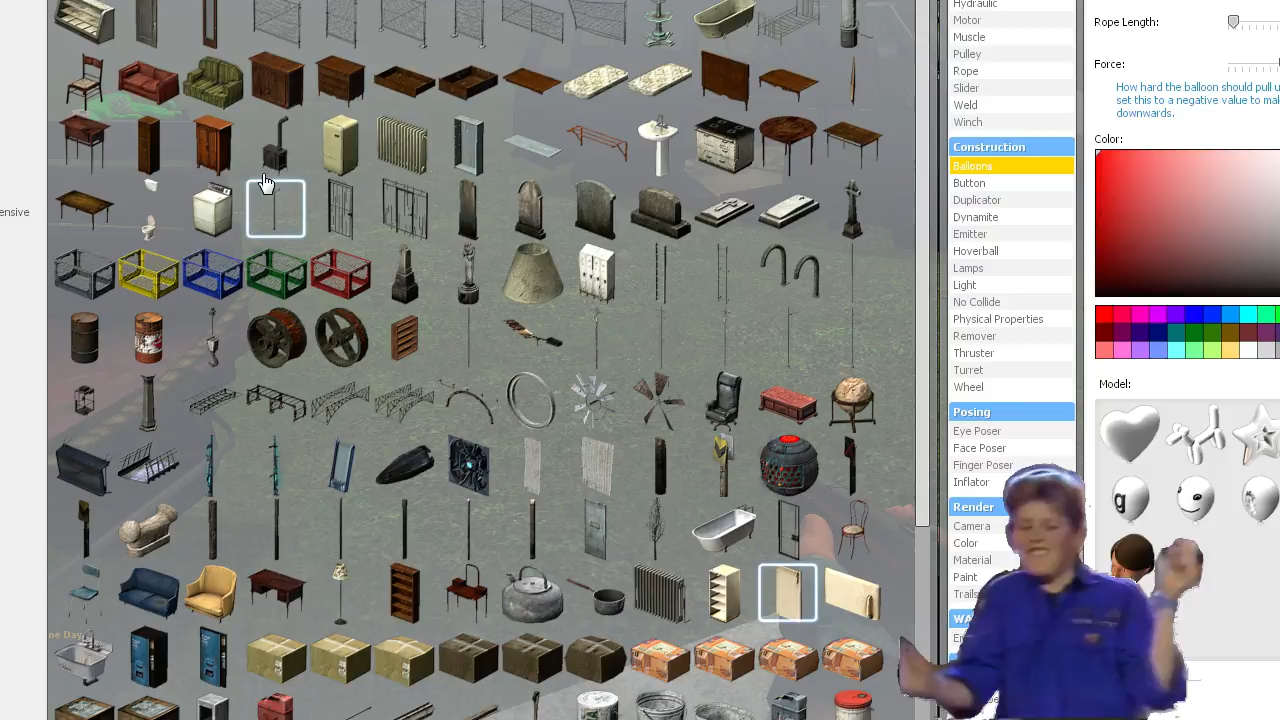 Hydraulic
Motor
Muscle
Pulley
Rope
Slider
Weld
Winch
Construction
Balloons
Button
Duplicator
Dynamite
Emitter
Hoverball
Lamps
Light
No Collide
Physical Properties
Remover
Thruster
Turret
Wheel
Posing
Eye Poser
Face Poser
Finger Poser
Inflator
Render
Camera
Color
Material
Paint
Trails
Rope Length:
Force:
How hard the balloon should pull
set this to a negative value to
downwards.
Color:
Model:
ensive
ne Day
g